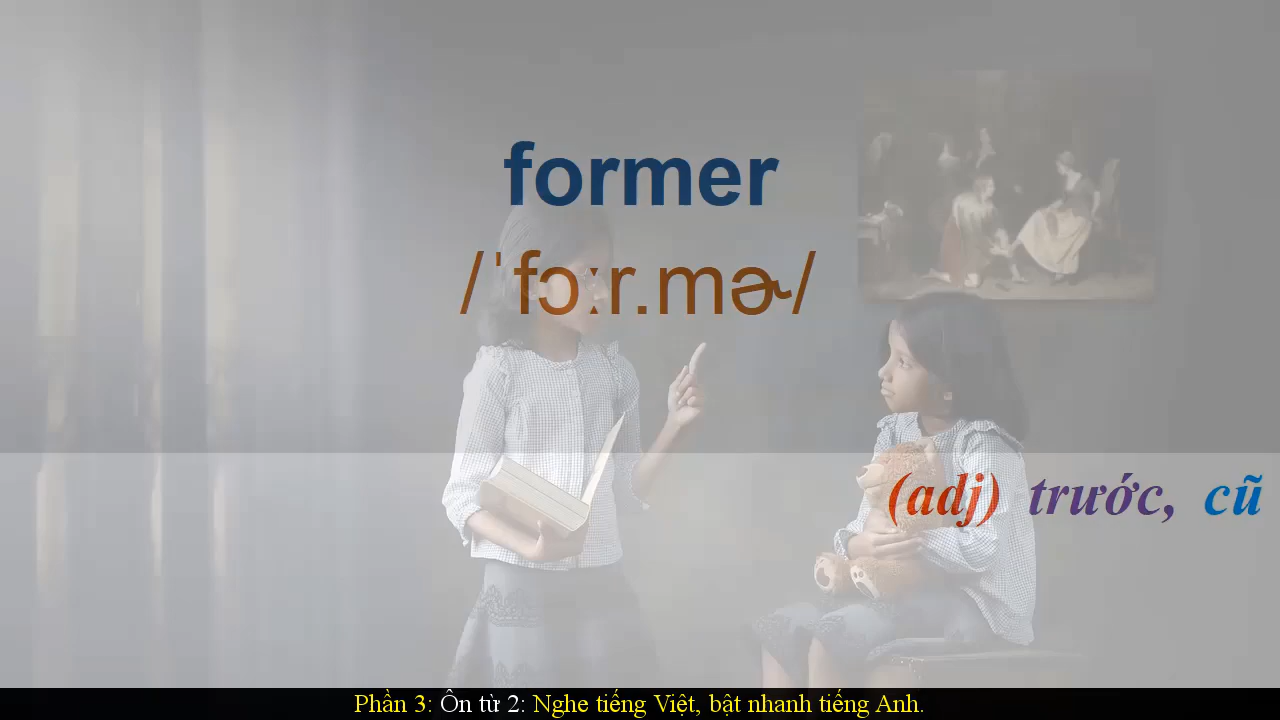 former
/ˈfɔːr.mɚ/
(adj) trước, cũ
Phần 3: Ôn từ 2: Nghe tiếng Việt, bật nhanh tiếng Anh.